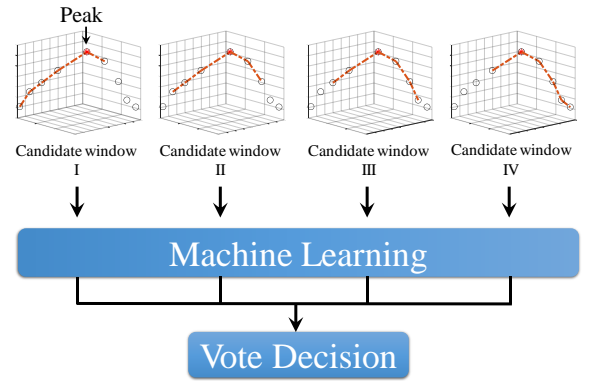 Peak
Candidate window
I
Candidate window
II
Candidate window
III
Candidate window
IV
Machine Learning
Vote Decision